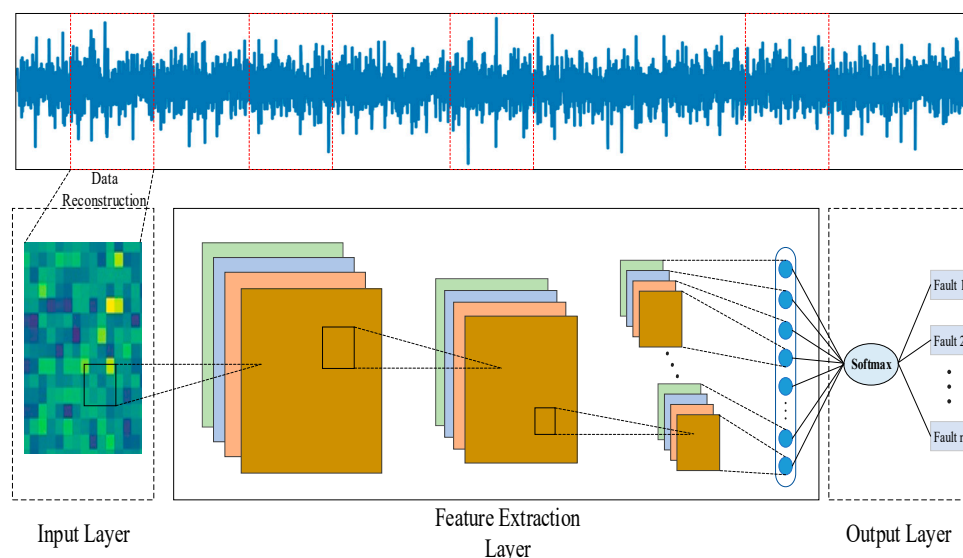 Data
Reconstruction
Softmax
Fault 1
Fault 2
Fault n
Input Layer
Feature Extraction
Layer
Output Layer